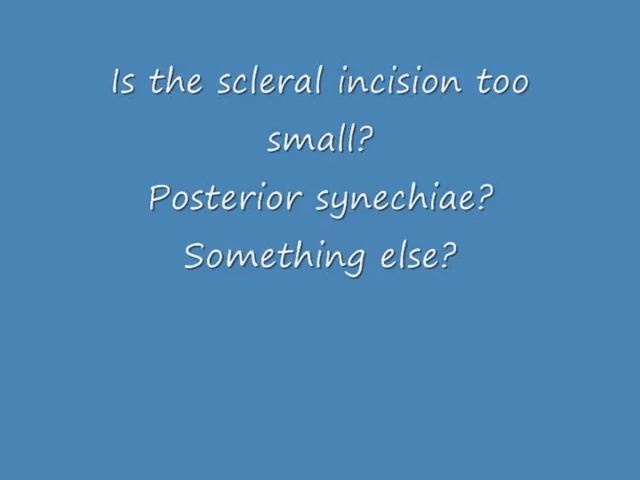 Is the scleral incision too
small?
Posterior synechiae?
Something else?